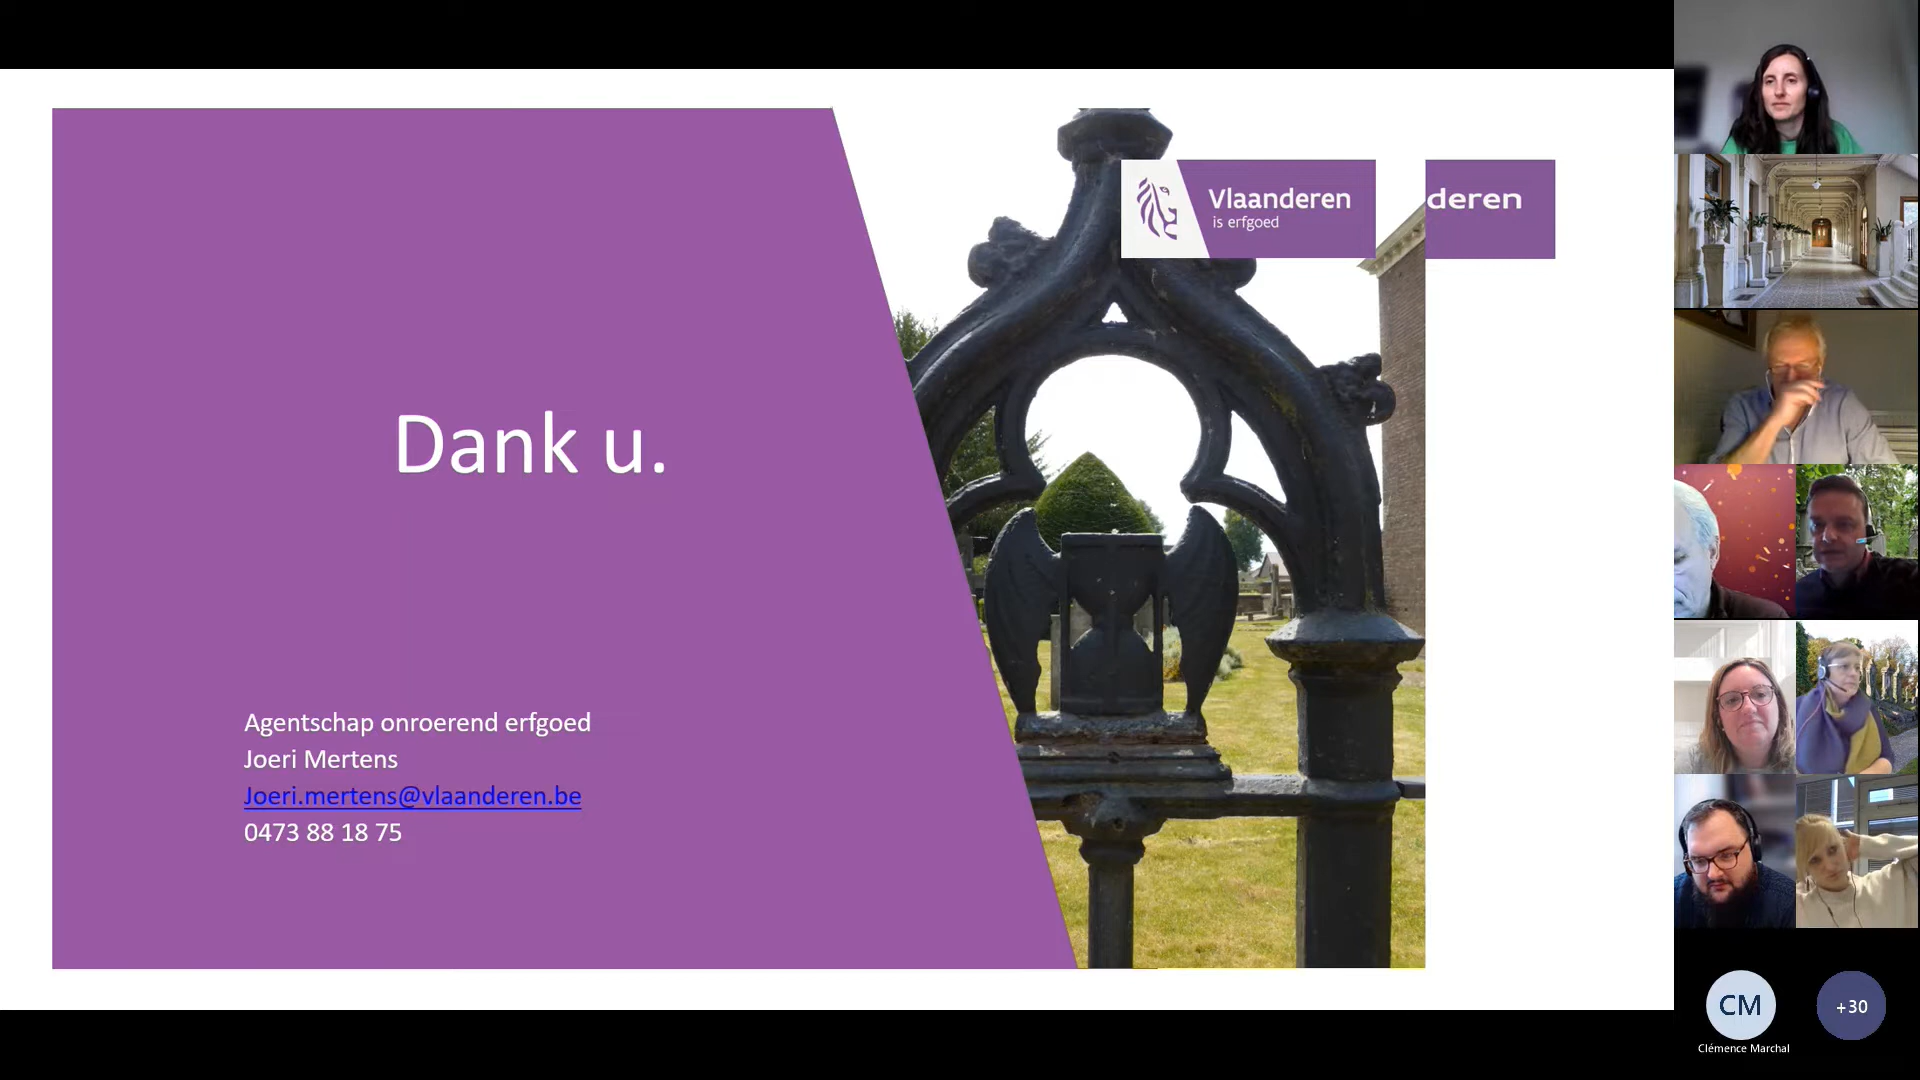 Vlaanderen
is erfgoed
deren
Dank u.
Agentschap onroerend erfgoed
Joeri Mertens
Joeri.mertens@vlaanderen.be
0473 88 18 75
CM
+30
Clémence Marchal